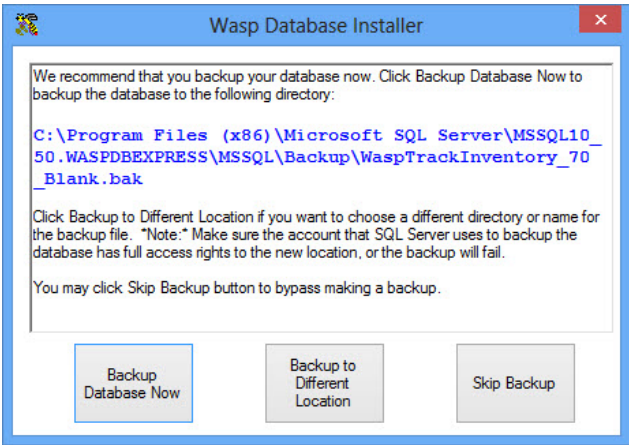 Wasp Database Installer
We recommend that you backup your database now. Click Backup Database Now to
backup the database to the following directory:
C:\Program Files (x86)\Microsoft SQL Server\MSSQL10_
50.WASPDBEXPRESS\MSSQL\Backup\WaspTrackInventory_70
_Blank.bak
Click Backup to Different Location if you want to choose a different directory or name for
the backup file.  *Note:* Make sure the account that SQL Server uses to backup the
database has full access rights to the new location, or the backup will fail.
You may click Skip Backup button to bypass making a backup.
Backup
Database Now
Backup to
Different
Location
Skip Backup